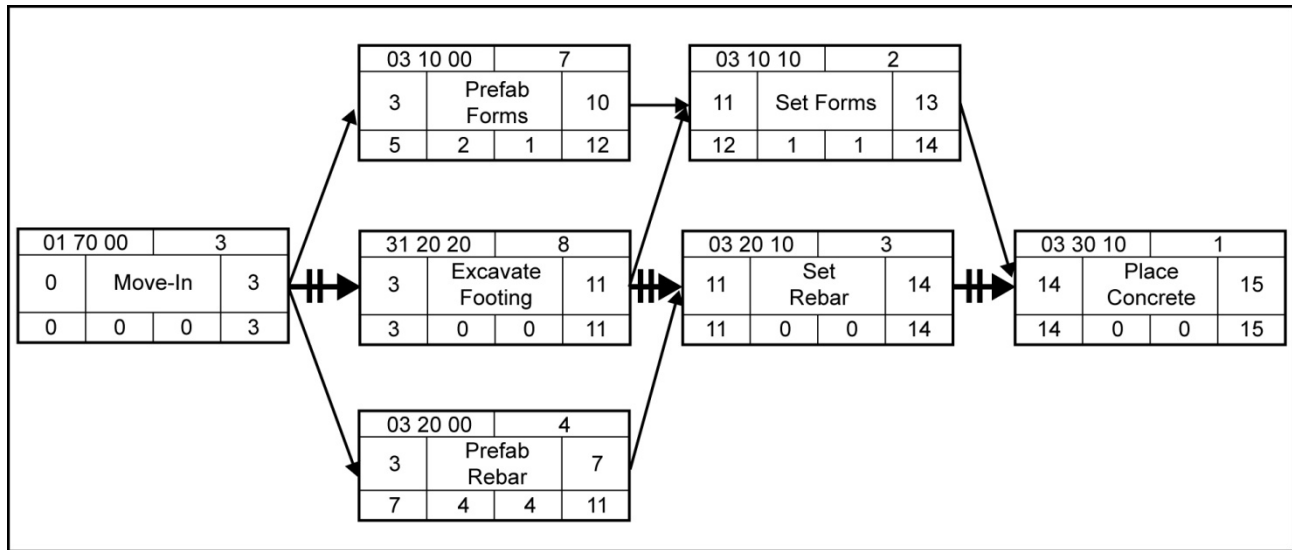 03 10 00 7
3 Prefab 10
Forms
5 2 1 12
03 10 10 2
11 Set Forms 13
12 1 1 14
01 70 00 3
0 Move-In 3
0 0 0 3
31 20 20 8
3 Excavate 11
Footing
3 0 0 11
03 20 10 3
11 Set 14
Rebar
11 0 0 14
03 30 10 1
14 Place 15
Concrete
14 0 0 15
03 20 00 4
3 Prefab 7
Rebar
7 4 4 11